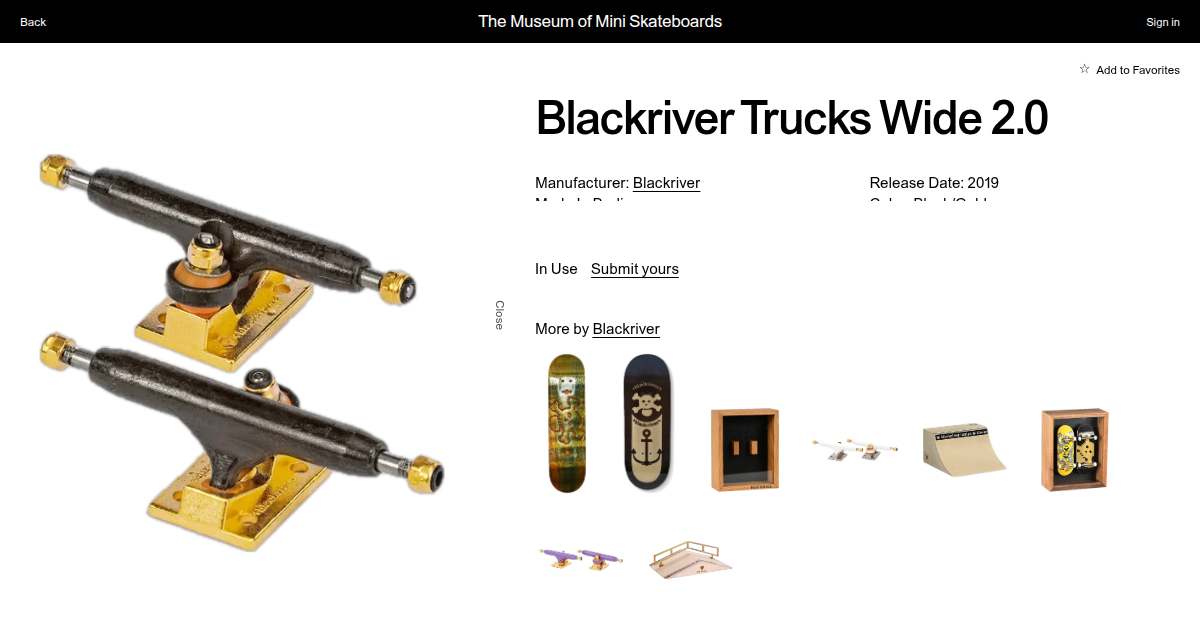 Back
The Museum of Mini Skateboards
Sign in
☆ Add to Favorites
Blackriver Trucks Wide 2.0
Manufacturer: Blackriver
Release Date: 2019
In Use Submit yours
Close
More by Blackriver